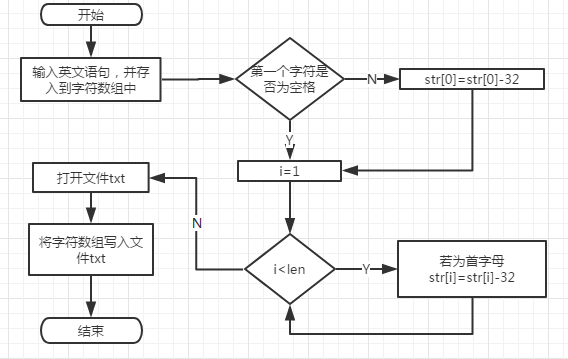 开始
输入英文语句，并存
入到字符数组中
第一个字符是
否为空格
N
str[0]=str[0]-32
Y
i=1
打开文件txt
N
将字符数组写入文
件txt
i<len
Y
若为首字母
str[i]=str[i]-32
结束